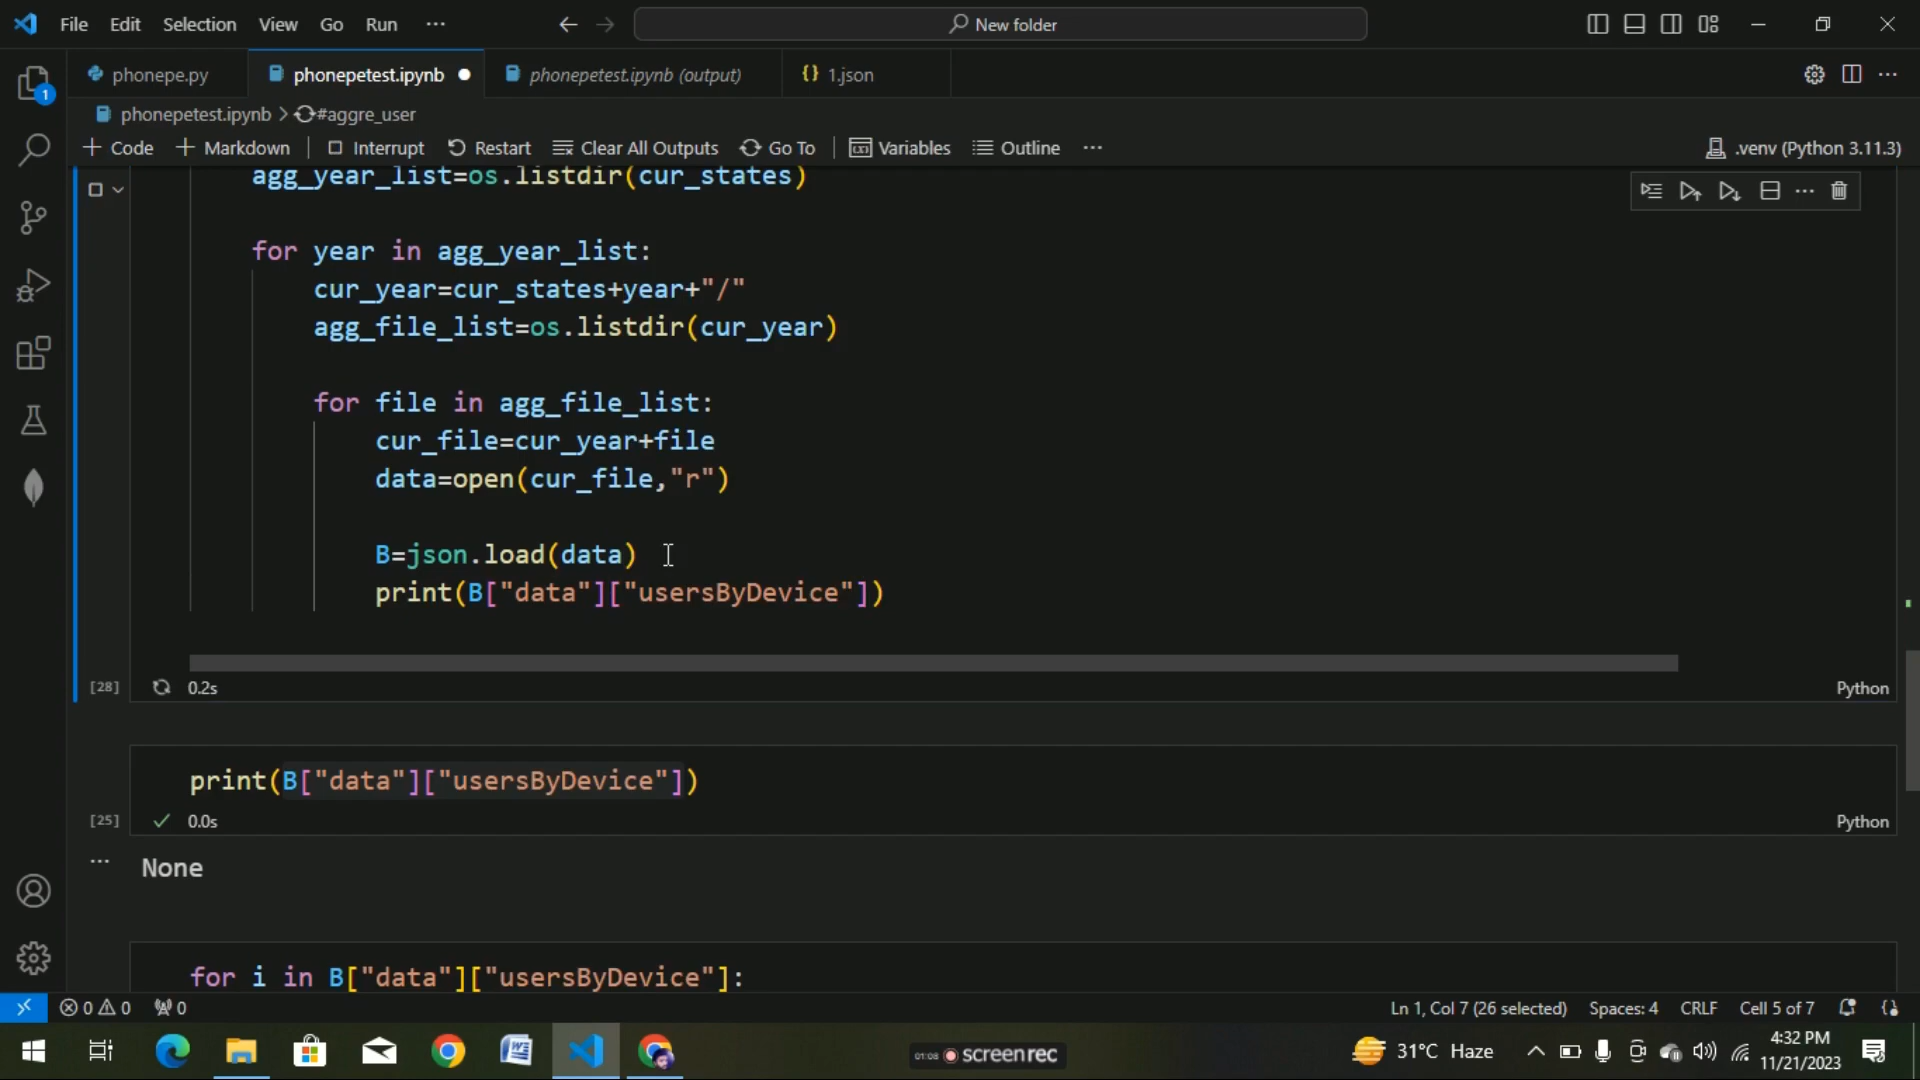 File Edit Selection View Go Run ··· New folder
phonepe.py phonepetest.ipynb phonepetest.ipynb (output) 1.json
1
phonepetest.ipynb > #aggre_user
+ Code + Markdown Interrupt Restart Clear All Outputs Go To Variables Outline ··· .venv (Python 3.11.3)
agg_year_list=os.listdir(cur_states)
for year in agg_year_list:
cur_year=cur_states+year+"/"
agg_file_list=os.listdir(cur_year)
for file in agg_file_list:
cur_file=cur_year+file
data=open(cur_file,"r")
B=json.load(data)
print(B["data"]["usersByDevice"])
[28] 0.2s Python
print(B["data"]["usersByDevice"])
[25] 0.0s Python
None
for i in B["data"]["usersByDevice"]:
0 0 0 Ln 1, Col 7 (26 selected) Spaces: 4 CRLF Cell 5 of 7
01:08 screenrec 31°C Haze 4:32 PM
11/21/2023